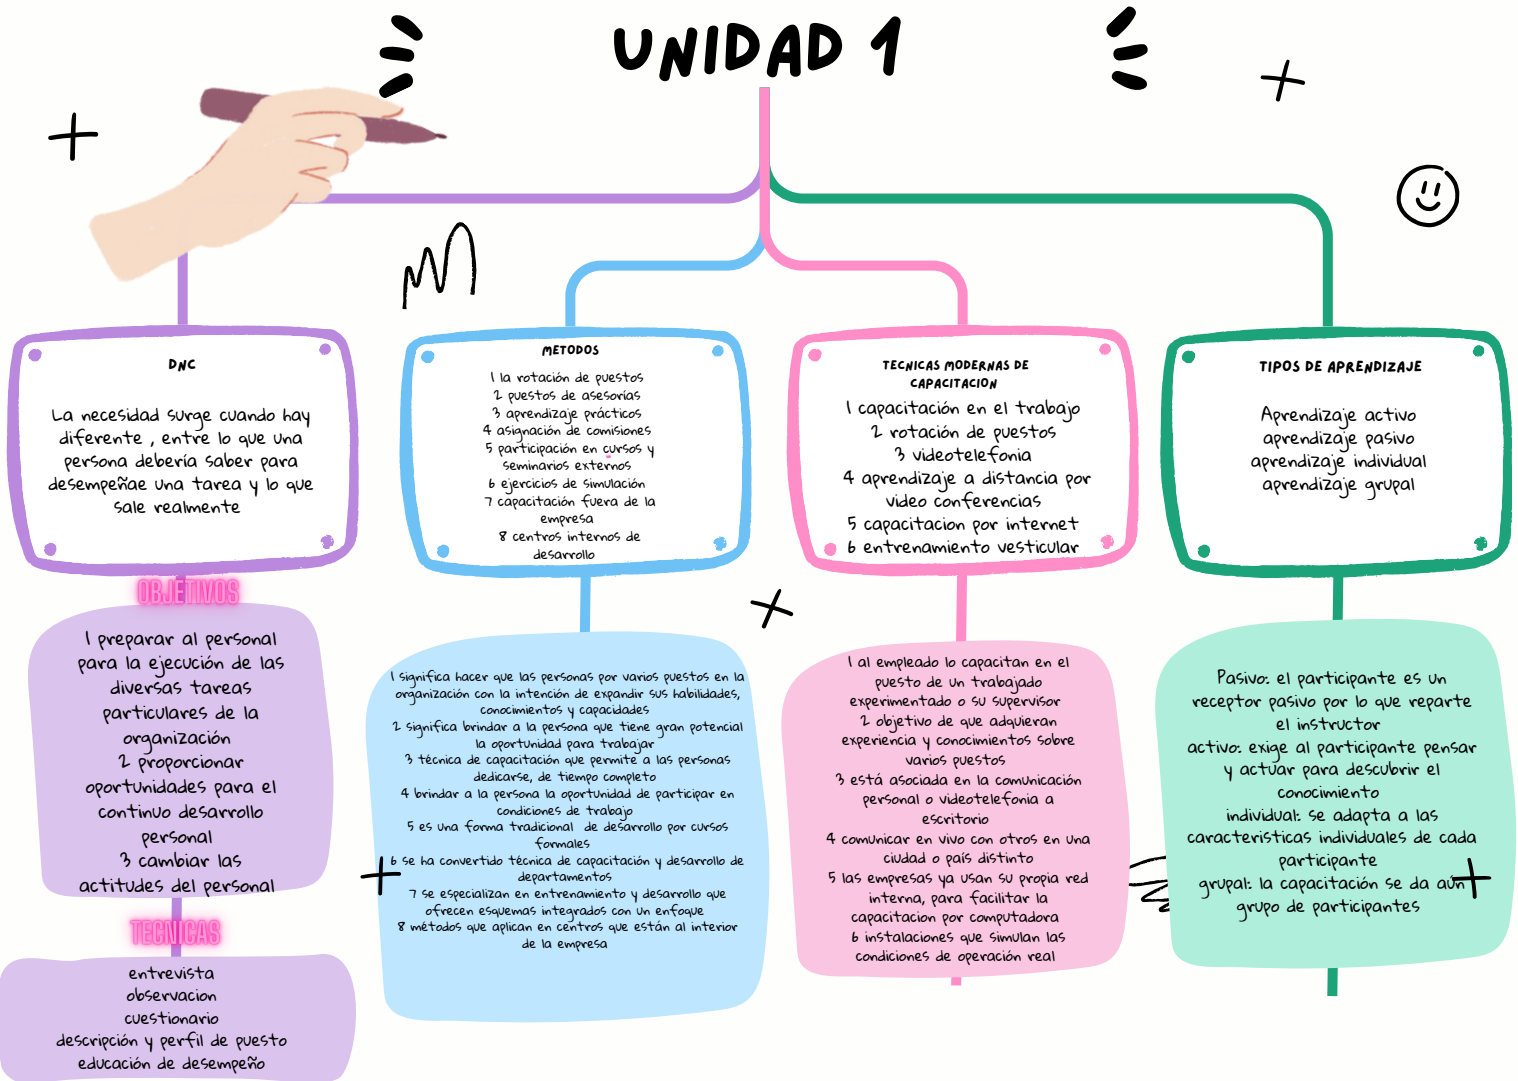 UNIDAD 1
DNC
La necesidad surge cuando hay
diferente , entre lo que una
persona debería saber para
desempeñae una tarea y lo que
sale realmente
OBJETIVOS
1 preparar al personal
para la ejecución de las
diversas tareas
particulares de la
organización
2 proporcionar
oportunidades para el
continuo desarrollo
personal
3 cambiar las
actitudes del personal
TECNICAS
entrevista
observacion
cuestionario
descripción y perfil de puesto
educación de desempeño
METODOS
1 la rotación de puestos
2 puestos de asesorías
3 aprendizaje prácticos
4 asignación de comisiones
5 participación en cursos y
seminarios externos
6 ejercicios de simulación
7 capacitación fuera de la
empresa
8 centros internos de
desarrollo
1 significa hacer que las personas por varios puestos en la
organización con la intención de expandir sus habilidades,
conocimientos y capacidades
2 significa brindar a la persona que tiene gran potencial
la oportunidad para trabajar
3 técnica de capacitación que permite a las personas
dedicarse, de tiempo completo
4 brindar a la persona la oportunidad de participar en
condiciones de trabajo
5 es una forma tradicional de desarrollo por cursos
formales
6 se ha convertido técnica de capacitación y desarrollo de
departamentos
7 se especializan en entrenamiento y desarrollo que
ofrecen esquemas integrados con un enfoque
8 métodos que aplican en centros que están al interior
de la empresa
TECNICAS MODERNAS DE
CAPACITACION
1 capacitación en el trabajo
2 rotación de puestos
3 videotelefonia
4 aprendizaje a distancia por
video conferencias
5 capacitacion por internet
6 entrenamiento vesticular
1 al empleado lo capacitan en el
puesto de un trabajado
experimentado o su supervisor
2 objetivo de que adquieran
experiencia y conocimientos sobre
varios puestos
3 está asociada en la comunicación
personal o videotelefonia a
escritorio
4 comunicar en vivo con otros en una
ciudad o país distinto
5 las empresas ya usan su propia red
interna, para facilitar la
capacitacion por computadora
6 instalaciones que simulan las
condiciones de operación real
TIPOS DE APRENDIZAJE
Aprendizaje activo
aprendizaje pasivo
aprendizaje individual
aprendizaje grupal
Pasivo: el participante es un
receptor pasivo por lo que reparte
el instructor
activo: exige al participante pensar
y actuar para descubrir el
conocimiento
individual: se adapta a las
caracteristicas individuales de cada
participante
grupal: la capacitación se da aún
grupo de participantes